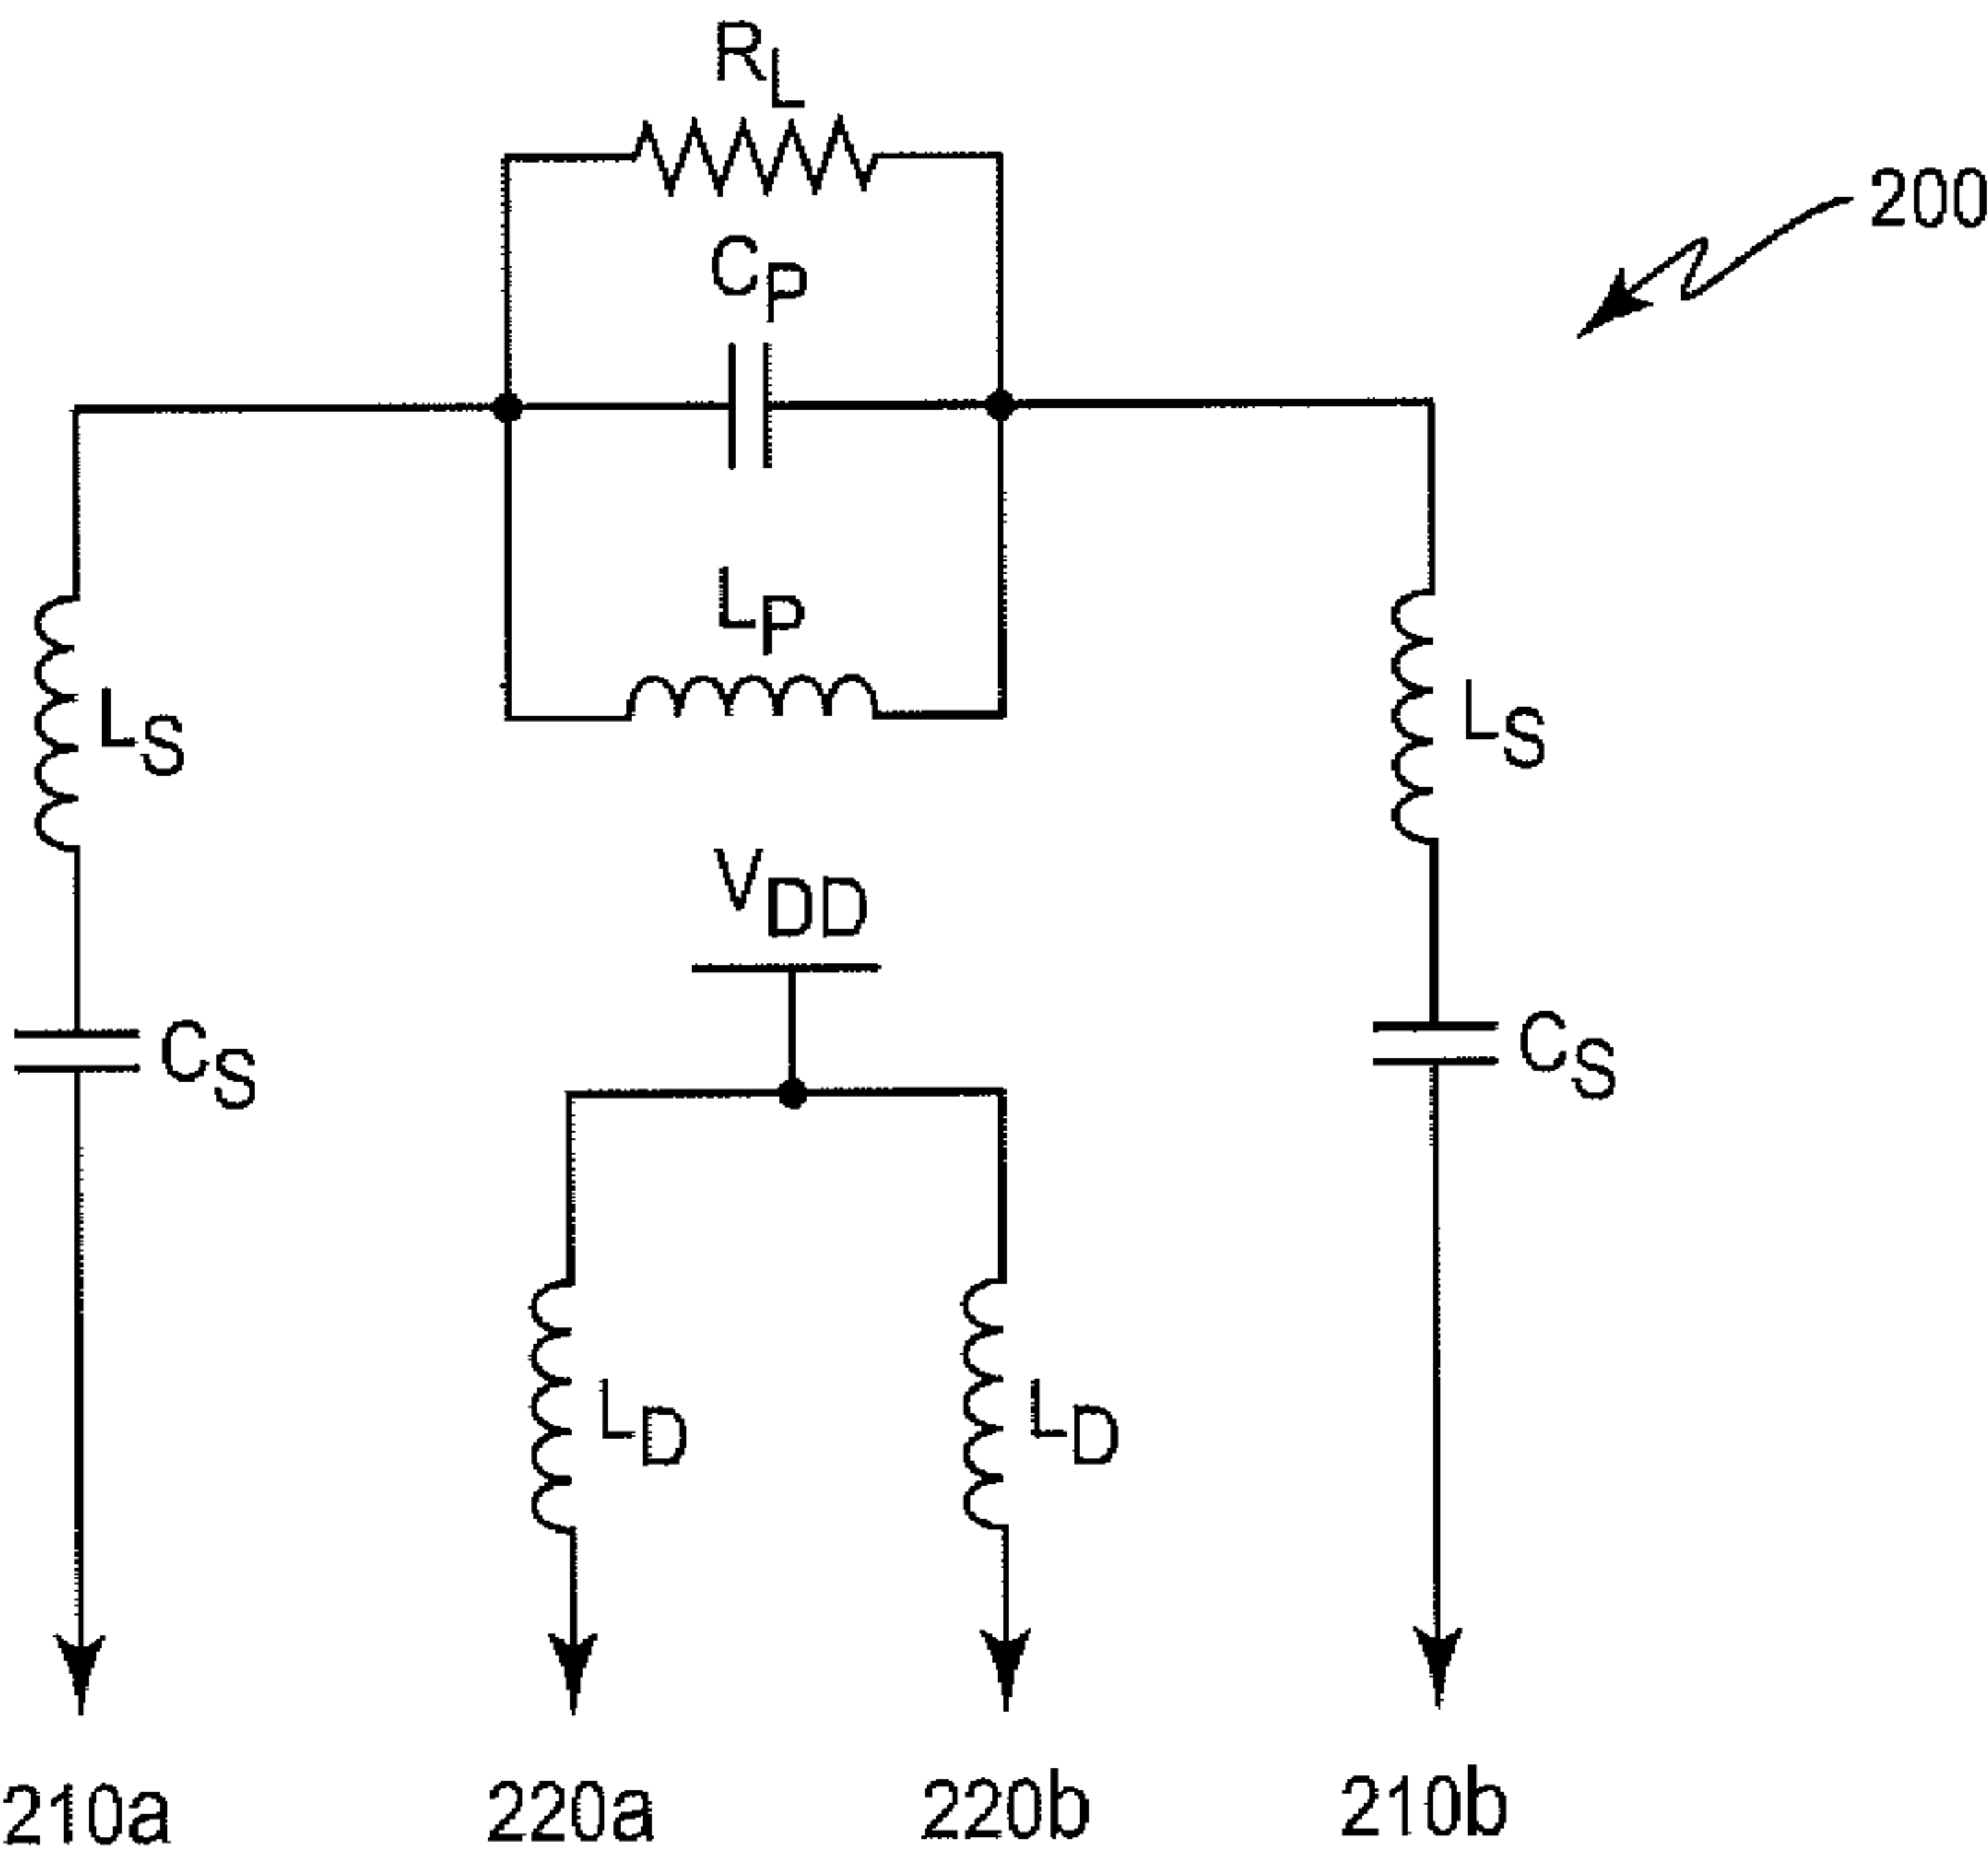 R_L
200
C_P
L_P
L_S
L_S
V_DD
C_S
C_S
L_D
L_D
210a
220a
220b
210b